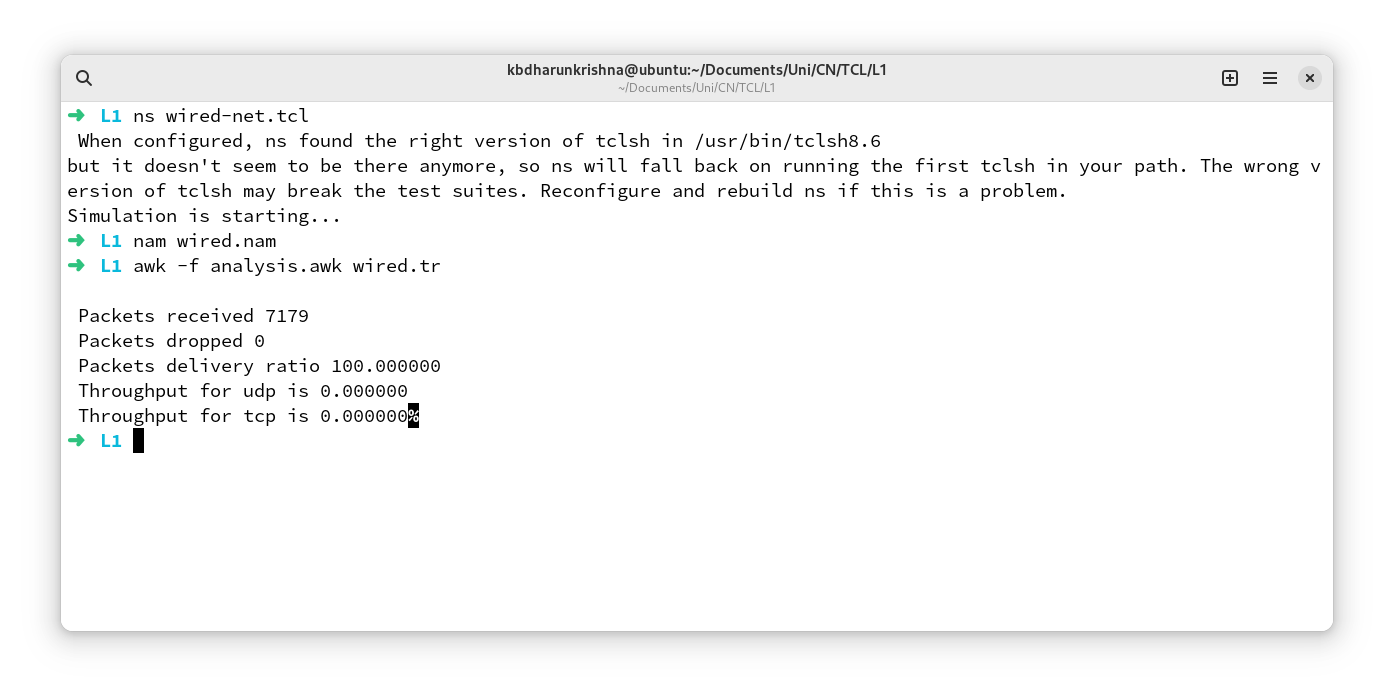 kbdharunkrishna@ubuntu:~/Documents/Uni/CN/TCL/L1
~/Documents/Uni/CN/TCL/L1
➜ L1 ns wired-net.tcl
When configured, ns found the right version of tclsh in /usr/bin/tclsh8.6
but it doesn't seem to be there anymore, so ns will fall back on running the first tclsh in your path. The wrong v
ersion of tclsh may break the test suites. Reconfigure and rebuild ns if this is a problem.
Simulation is starting...
➜ L1 nam wired.nam
➜ L1 awk -f analysis.awk wired.tr
Packets received 7179
Packets dropped 0
Packets delivery ratio 100.000000
Throughput for udp is 0.000000
Throughput for tcp is 0.000000%
➜ L1